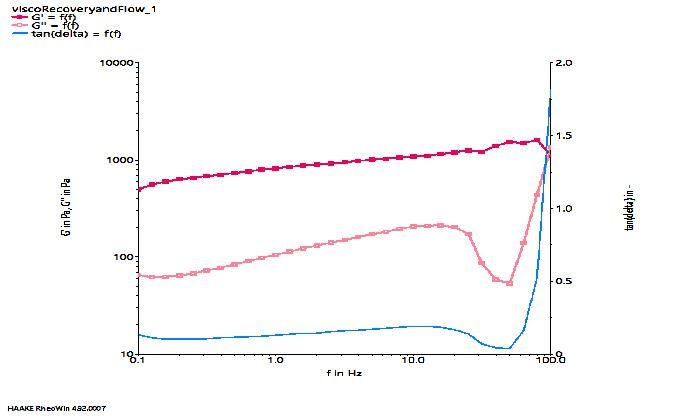 viscoRecoveryandFlow_1
G' = f(f)
G'' = f(f)
tan(delta) = f(f)
10000
1000
100
10
2.0
1.5
1.0
0.5
0
0.1
1.0
10.0
100.0
f in Hz
G' in Pa, G'' in Pa
tan(delta) in -
HAAKE RheoWin 4.92.0007